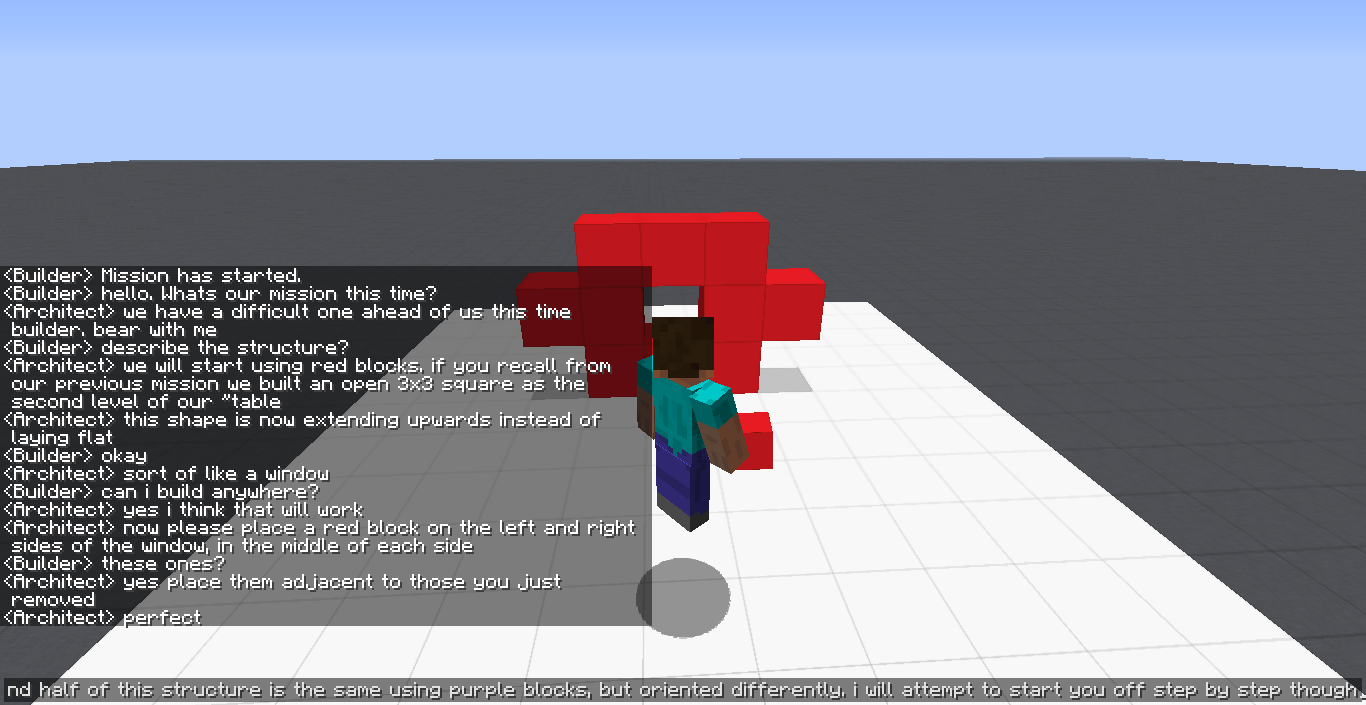 <Builder> Mission has started.
<Builder> hello. Whats our mission this time?
<Architect> we have a difficult one ahead of us this time
builder. bear with me
<Builder> describe the structure?
<Architect> we will start using red blocks. if you recall from
our previous mission we built an open 3x3 square as the
second level of our "table
<Architect> this shape is now extending upwards instead of
laying flat
<Builder> okay
<Architect> sort of like a window
<Builder> can i build anywhere?
<Architect> yes i think that will work
<Architect> now please place a red block on the left and right
sides of the window, in the middle of each side
<Builder> these ones?
<Architect> yes place them adjacent to those you just
removed
<Architect> perfect
nd half of this structure is the same using purple blocks, but oriented differently. i will attempt to start you off step by step though